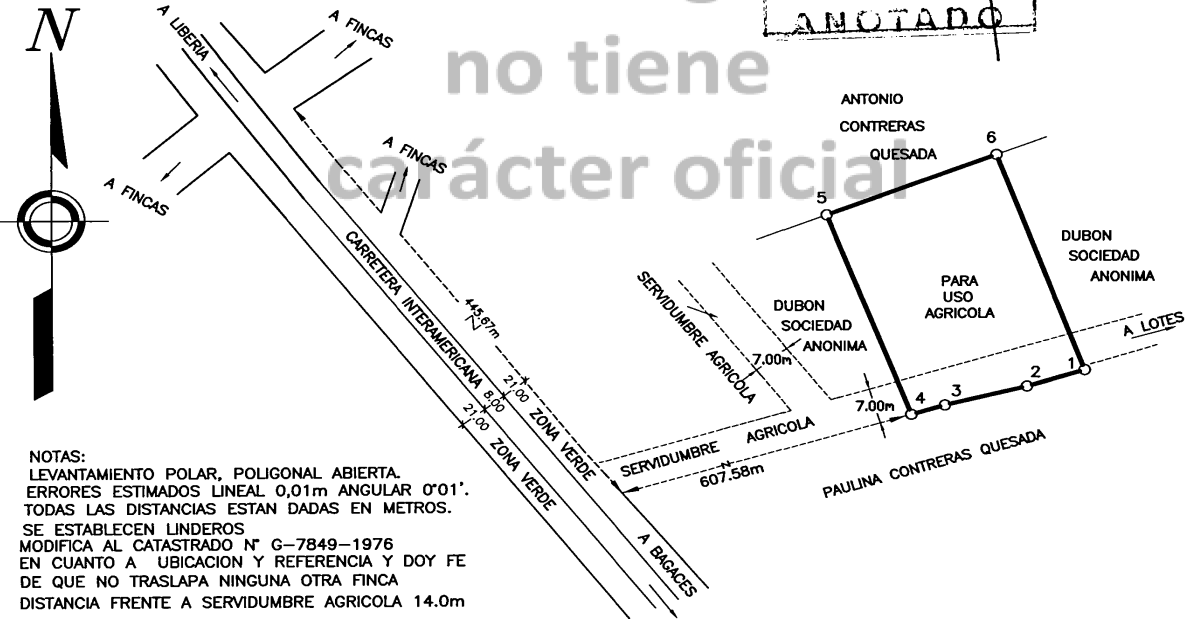 N
A LIBERIA
A FINCAS
ANOTADO
no tiene
carácter oficial
A FINCAS
A FINCAS
ANTONIO
CONTRERAS
QUESADA
6
5
DUBON
SOCIEDAD
ANONIMA
PARA
USO
AGRICOLA
CARRETERA INTERAMERICANA
445.67m
SERVIDUMBRE AGRICOLA
DUBON
SOCIEDAD
ANONIMA
A LOTES
7.00m
7.00m
1
2
3
4
21.00
8.00
21.00
ZONA VERDE
ZONA VERDE
SERVIDUMBRE AGRICOLA
607.58m
PAULINA CONTRERAS QUESADA
A BAGACES
NOTAS:
LEVANTAMIENTO POLAR, POLIGONAL ABIERTA.
ERRORES ESTIMADOS LINEAL 0,01m ANGULAR 0°01'.
TODAS LAS DISTANCIAS ESTAN DADAS EN METROS.
SE ESTABLECEN LINDEROS
MODIFICA AL CATASTRADO N° G-7849-1976
EN CUANTO A UBICACION Y REFERENCIA Y DOY FE
DE QUE NO TRASLAPA NINGUNA OTRA FINCA
DISTANCIA FRENTE A SERVIDUMBRE AGRICOLA 14.0m